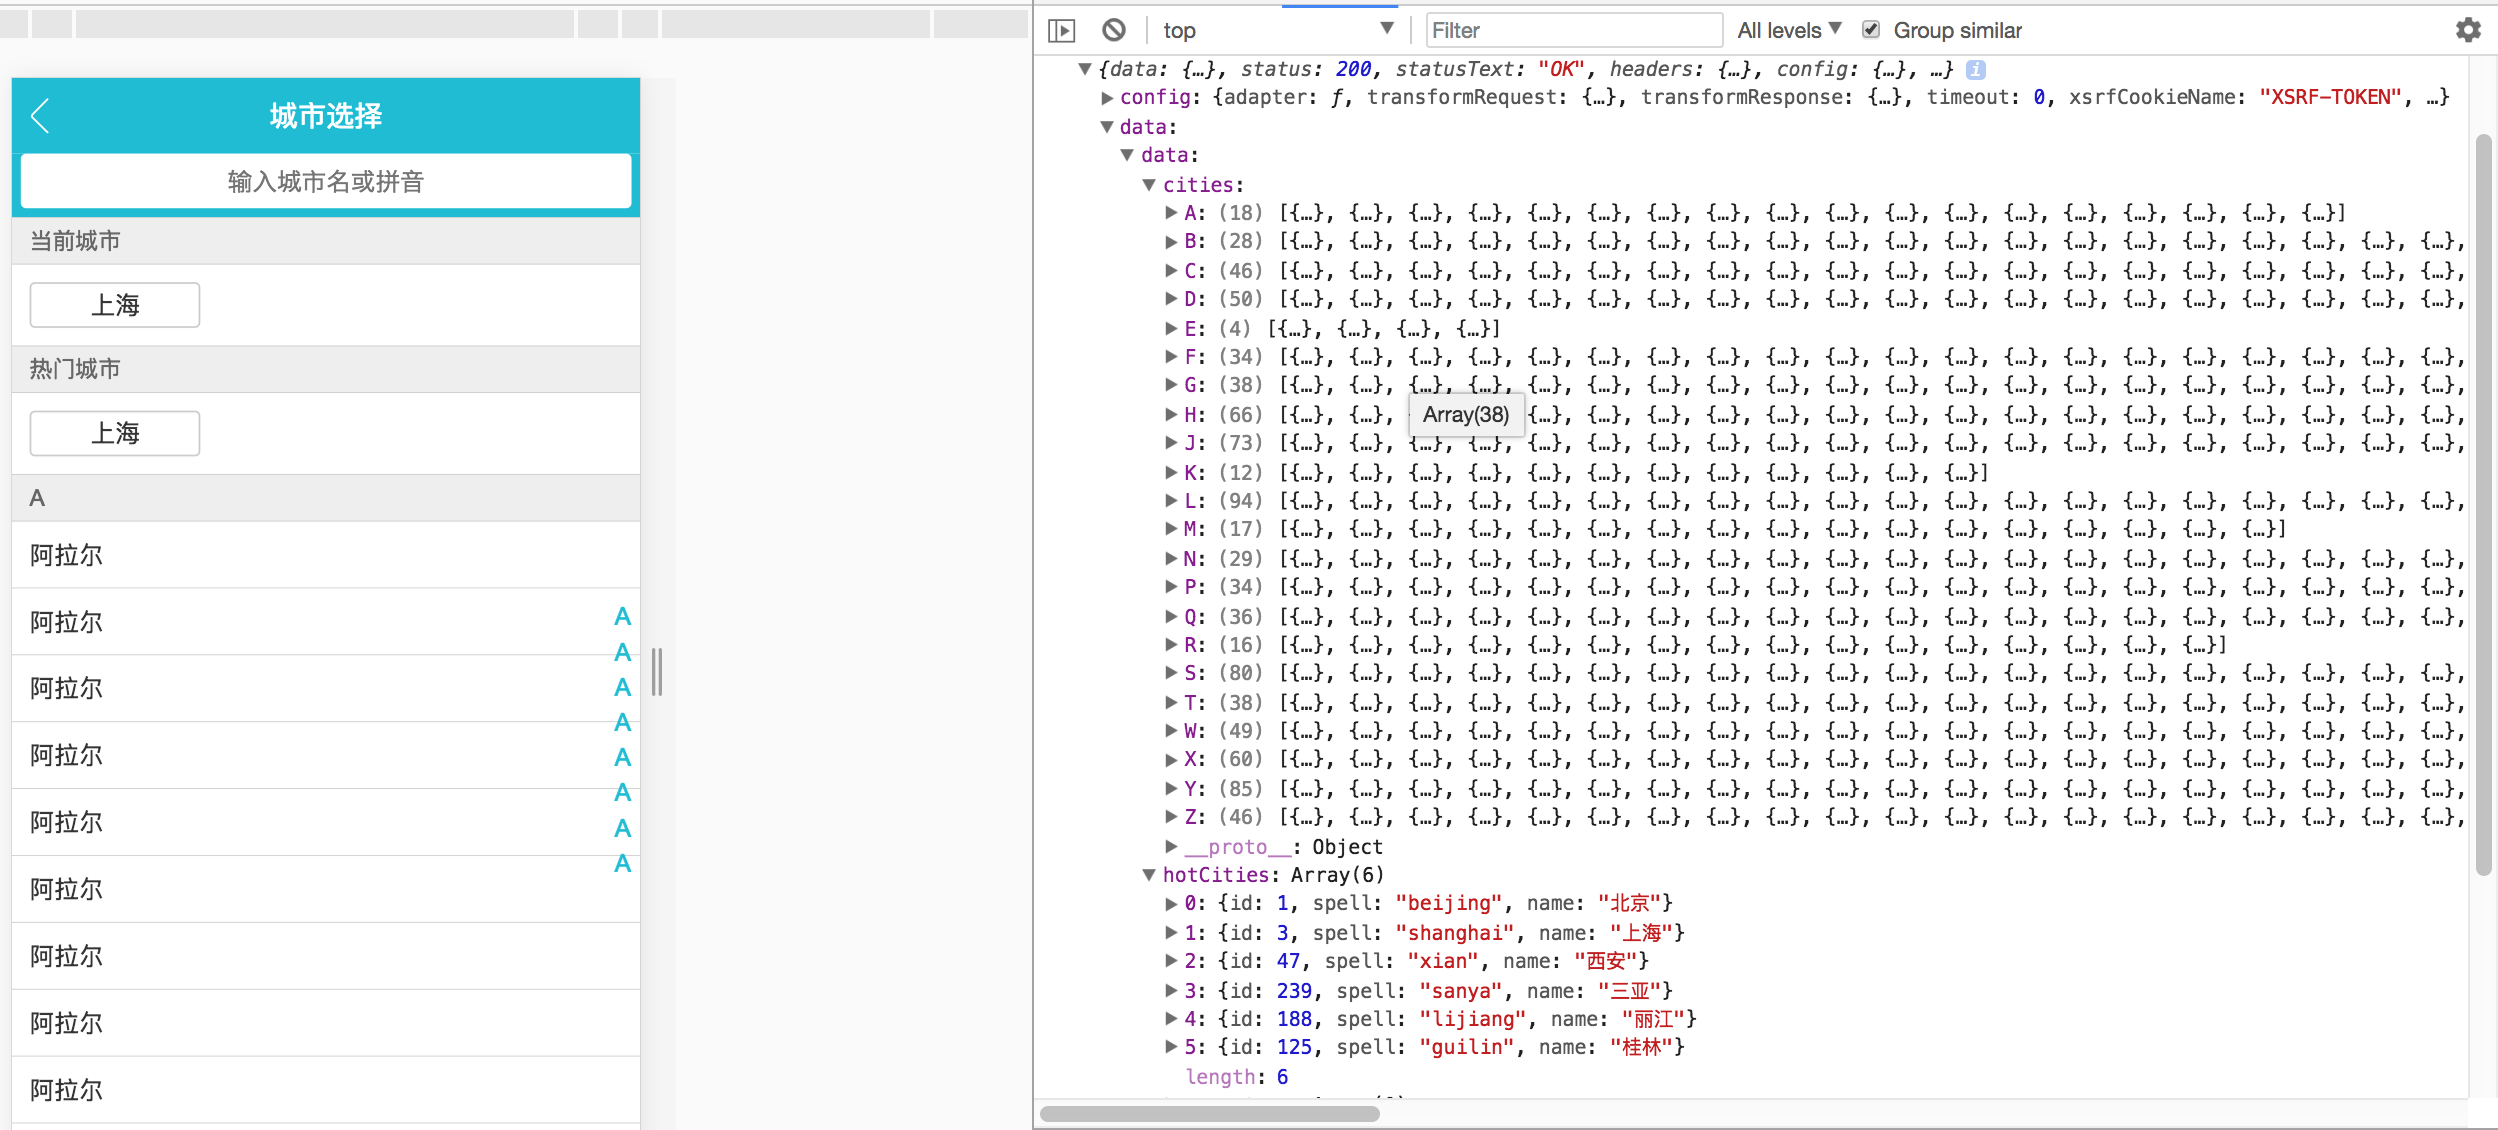 城市选择
输入城市名或拼音
当前城市
上海
热门城市
上海
A
阿拉尔
阿拉尔
阿拉尔
阿拉尔
阿拉尔
阿拉尔
阿拉尔
阿拉尔
阿拉尔
A
A
A
A
A
A
A
A
top
Filter
All levels
Group similar
{data: {…}, status: 200, statusText: "OK", headers: {…}, config: {…}, …}
config: {adapter: ƒ, transformRequest: {…}, transformResponse: {…}, timeout: 0, xsrfCookieName: "XSRF-TOKEN", …}
data:
data:
cities:
A: (18) [{…}, {…}, {…}, {…}, {…}, {…}, {…}, {…}, {…}, {…}, {…}, {…}, {…}, {…}, {…}, {…}, {…}, {…}]
B: (28) [{…}, {…}, {…}, {…}, {…}, {…}, {…}, {…}, {…}, {…}, {…}, {…}, {…}, {…}, {…}, {…}, {…}, {…}, {…}, {…},
C: (46) [{…}, {…}, {…}, {…}, {…}, {…}, {…}, {…}, {…}, {…}, {…}, {…}, {…}, {…}, {…}, {…}, {…}, {…}, {…}, {…},
D: (50) [{…}, {…}, {…}, {…}, {…}, {…}, {…}, {…}, {…}, {…}, {…}, {…}, {…}, {…}, {…}, {…}, {…}, {…}, {…}, {…},
E: (4) [{…}, {…}, {…}, {…}]
F: (34) [{…}, {…}, {…}, {…}, {…}, {…}, {…}, {…}, {…}, {…}, {…}, {…}, {…}, {…}, {…}, {…}, {…}, {…}, {…}, {…},
G: (38) [{…}, {…}, {…}, {…}, {…}, {…}, {…}, {…}, {…}, {…}, {…}, {…}, {…}, {…}, {…}, {…}, {…}, {…}, {…}, {…},
H: (66) [{…}, {…}, Array(38) {…}, {…}, {…}, {…}, {…}, {…}, {…}, {…}, {…}, {…}, {…}, {…}, {…}, {…}, {…}, {…},
J: (73) [{…}, {…}, {…}, {…}, {…}, {…}, {…}, {…}, {…}, {…}, {…}, {…}, {…}, {…}, {…}, {…}, {…}, {…}, {…}, {…},
K: (12) [{…}, {…}, {…}, {…}, {…}, {…}, {…}, {…}, {…}, {…}, {…}, {…}]
L: (94) [{…}, {…}, {…}, {…}, {…}, {…}, {…}, {…}, {…}, {…}, {…}, {…}, {…}, {…}, {…}, {…}, {…}, {…}, {…}, {…},
M: (17) [{…}, {…}, {…}, {…}, {…}, {…}, {…}, {…}, {…}, {…}, {…}, {…}, {…}, {…}, {…}, {…}, {…}]
N: (29) [{…}, {…}, {…}, {…}, {…}, {…}, {…}, {…}, {…}, {…}, {…}, {…}, {…}, {…}, {…}, {…}, {…}, {…}, {…}, {…},
P: (34) [{…}, {…}, {…}, {…}, {…}, {…}, {…}, {…}, {…}, {…}, {…}, {…}, {…}, {…}, {…}, {…}, {…}, {…}, {…}, {…},
Q: (36) [{…}, {…}, {…}, {…}, {…}, {…}, {…}, {…}, {…}, {…}, {…}, {…}, {…}, {…}, {…}, {…}, {…}, {…}, {…}, {…},
R: (16) [{…}, {…}, {…}, {…}, {…}, {…}, {…}, {…}, {…}, {…}, {…}, {…}, {…}, {…}, {…}, {…}]
S: (80) [{…}, {…}, {…}, {…}, {…}, {…}, {…}, {…}, {…}, {…}, {…}, {…}, {…}, {…}, {…}, {…}, {…}, {…}, {…}, {…},
T: (38) [{…}, {…}, {…}, {…}, {…}, {…}, {…}, {…}, {…}, {…}, {…}, {…}, {…}, {…}, {…}, {…}, {…}, {…}, {…}, {…},
W: (49) [{…}, {…}, {…}, {…}, {…}, {…}, {…}, {…}, {…}, {…}, {…}, {…}, {…}, {…}, {…}, {…}, {…}, {…}, {…}, {…},
X: (60) [{…}, {…}, {…}, {…}, {…}, {…}, {…}, {…}, {…}, {…}, {…}, {…}, {…}, {…}, {…}, {…}, {…}, {…}, {…}, {…},
Y: (85) [{…}, {…}, {…}, {…}, {…}, {…}, {…}, {…}, {…}, {…}, {…}, {…}, {…}, {…}, {…}, {…}, {…}, {…}, {…}, {…},
Z: (46) [{…}, {…}, {…}, {…}, {…}, {…}, {…}, {…}, {…}, {…}, {…}, {…}, {…}, {…}, {…}, {…}, {…}, {…}, {…}, {…},
__proto__: Object
hotCities: Array(6)
0: {id: 1, spell: "beijing", name: "北京"}
1: {id: 3, spell: "shanghai", name: "上海"}
2: {id: 47, spell: "xian", name: "西安"}
3: {id: 239, spell: "sanya", name: "三亚"}
4: {id: 188, spell: "lijiang", name: "丽江"}
5: {id: 125, spell: "guilin", name: "桂林"}
length: 6